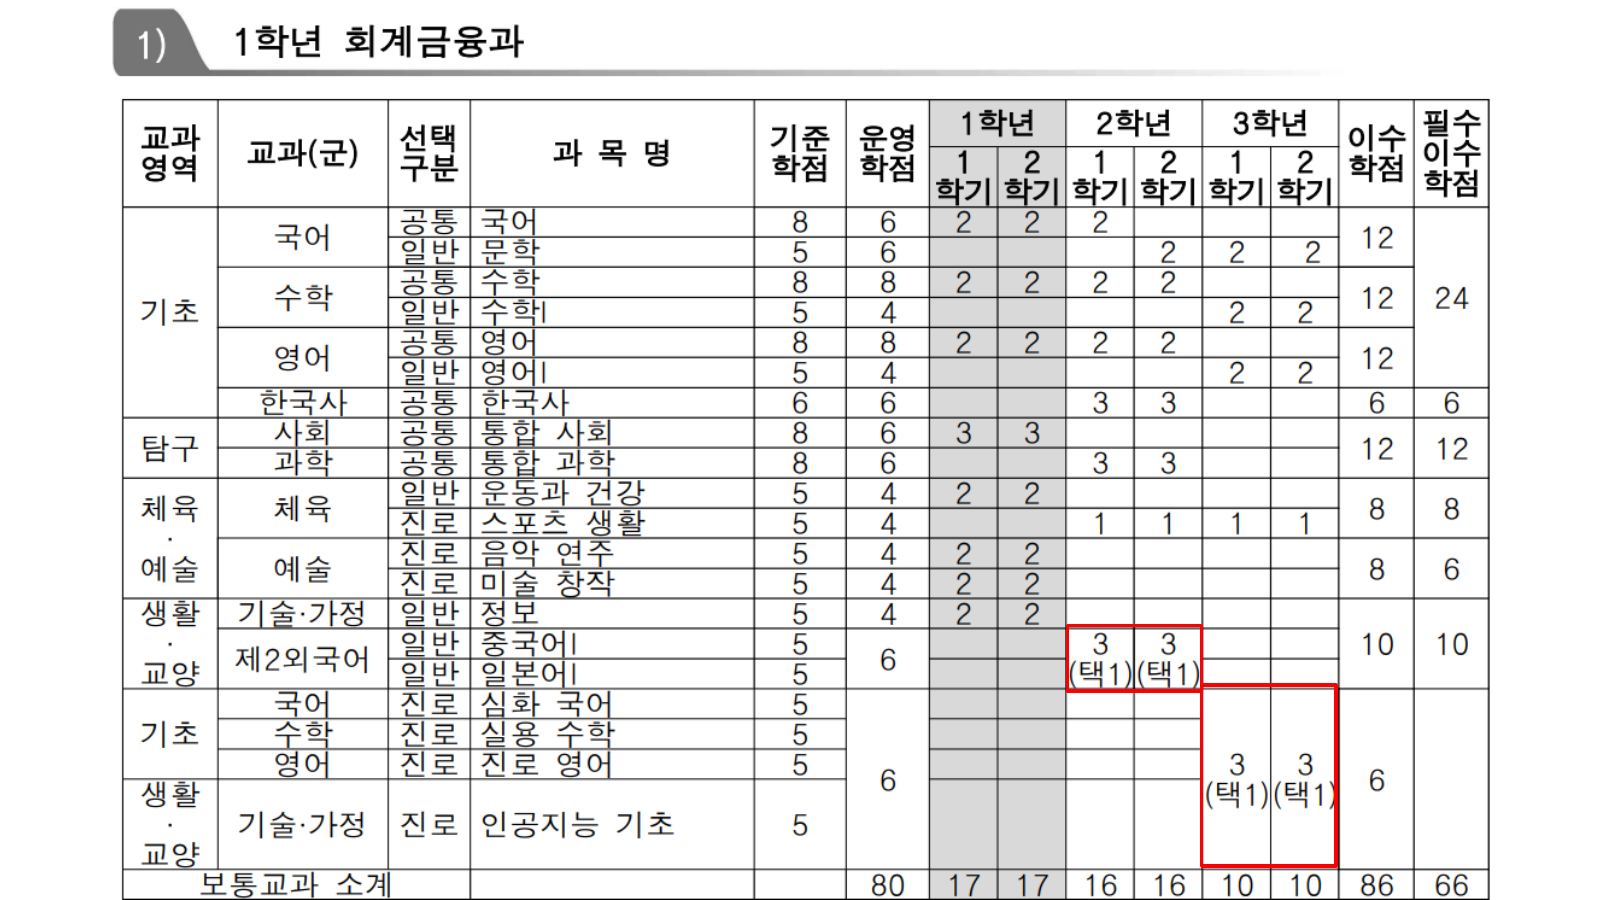 1) 1학년 회계금융과
교과 영역 교과(군) 선택 구분 과 목 명 기준 학점 운영 학점 1학년 2학년 3학년 이수 학점 필수 이수 학점
1 학기 2 학기 1 학기 2 학기 1 학기 2 학기
기초 국어 공통 국어 8 6 2 2 2 12 24
일반 문학 5 6 2 2 2
수학 공통 수학 8 8 2 2 2 2 12
일반 수학Ⅰ 5 4 2 2
영어 공통 영어 8 8 2 2 2 2 12
일반 영어Ⅰ 5 4 2 2
한국사 공통 한국사 6 6 3 3 6 6
탐구 사회 공통 통합 사회 8 6 3 3 12 12
과학 공통 통합 과학 8 6 3 3
체육·예술 체육 일반 운동과 건강 5 4 2 2 8 8
진로 스포츠 생활 5 4 1 1 1 1
예술 진로 음악 연주 5 4 2 2 8 6
진로 미술 창작 5 4 2 2
생활·교양 기술·가정 일반 정보 5 4 2 2 10 10
제2외국어 일반 중국어Ⅰ 5 6 3 (택1) 3 (택1)
일반 일본어Ⅰ 5
기초 국어 진로 심화 국어 5 6 3 (택1) 3 (택1) 6
수학 진로 실용 수학 5
영어 진로 진로 영어 5
생활·교양 기술·가정 진로 인공지능 기초 5
보통교과 소계 80 17 17 16 16 10 10 86 66